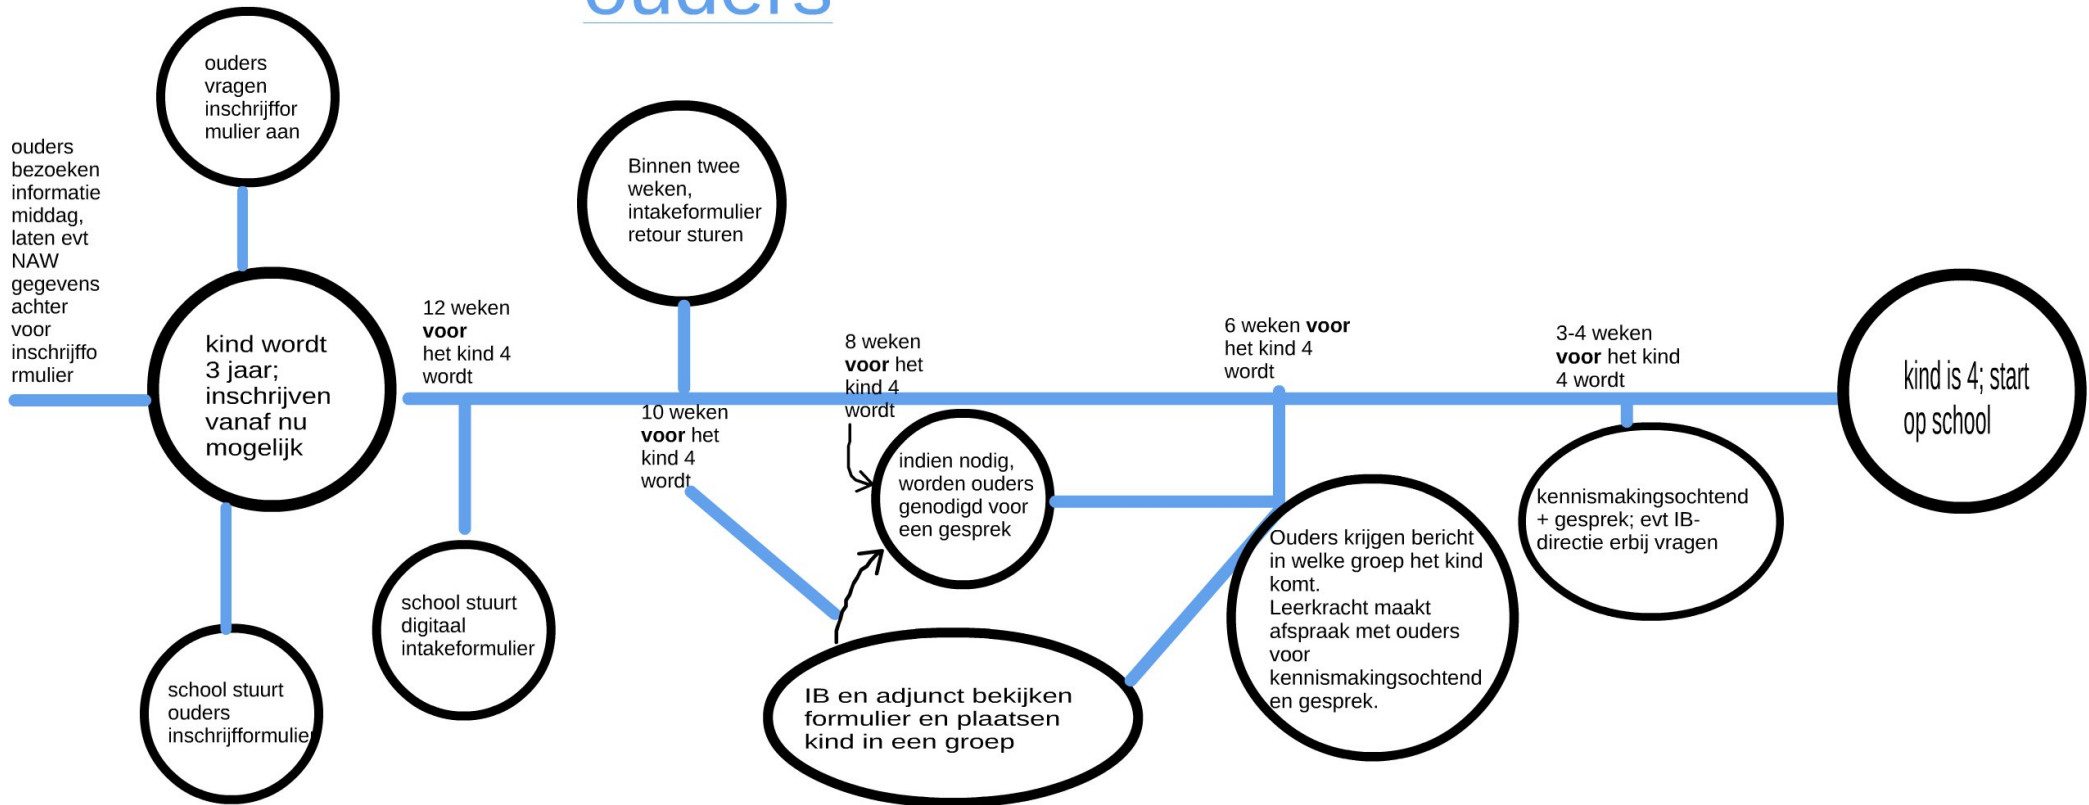 ouders
ouders
vragen
inschrijffor
mulier aan
ouders
bezoeken
informatie
middag,
laten evt
NAW
gegevens
achter
voor
inschrijffo
rmulier
kind wordt
3 jaar;
inschrijven
vanaf nu
mogelijk
school stuurt
ouders
inschrijfformulier
12 weken
voor
het kind 4
wordt
school stuurt
digitaal
intakeformulier
Binnen twee
weken,
intakeformulier
retour sturen
10 weken
voor het
kind 4
wordt
8 weken
voor het
kind 4
wordt
indien nodig,
worden ouders
genodigd voor
een gesprek
IB en adjunct bekijken
formulier en plaatsen
kind in een groep
6 weken voor
het kind 4
wordt
Ouders krijgen bericht
in welke groep het kind
komt.
Leerkracht maakt
afspraak met ouders
voor
kennismakingsochtend
en gesprek.
3-4 weken
voor het kind
4 wordt
kennismakingsochtend
+ gesprek; evt IB-
directie erbij vragen
kind is 4; start
op school